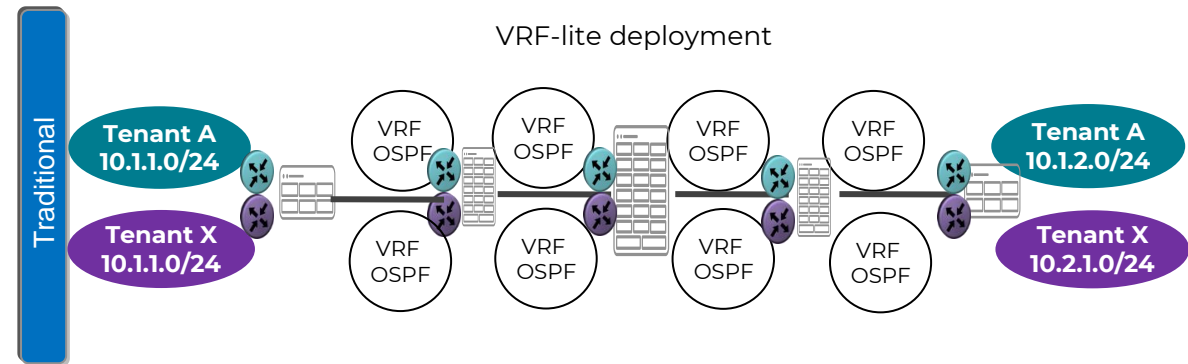 VRF-lite deployment
Traditional
Tenant A
10.1.1.0/24
VRF
OSPF
VRF
OSPF
VRF
OSPF
VRF
OSPF
Tenant A
10.1.2.0/24
Tenant X
10.1.1.0/24
VRF
OSPF
VRF
OSPF
VRF
OSPF
VRF
OSPF
Tenant X
10.2.1.0/24